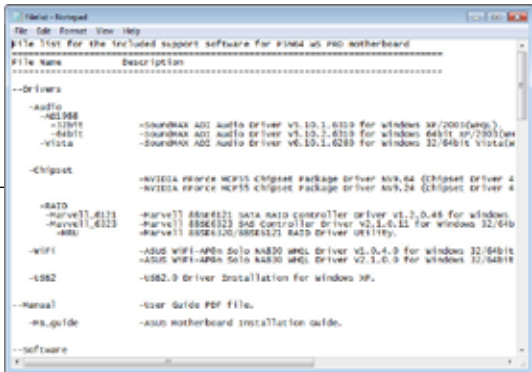 Filelist - Notepad
File Edit Format View Help
File list for the included support software for P5N64 WS PRO motherboard
File Name Description
--Drivers
-Audio
-AD1988
-32bit -SoundMAX ADI Audio Driver v5.10.1.6310 for Windows XP/2003(WHQL).
-64bit -SoundMAX ADI Audio Driver v5.10.2.6310 for Windows 64bit XP/2003(WH
-Vista -SoundMAX ADI Audio Driver v6.10.1.6280 for Windows 32/64bit Vista(W
-Chipset
-NVIDIA nForce MCP55 Chipset Package Driver NV9.64 (Chipset Driver 4
-NVIDIA nForce MCP55 Chipset Package Driver NV9.24 (Chipset Driver 4
-RAID
-Marvell_6121 -Marvell 88SE6121 SATA RAID Controller Driver v1.2.0.46 for Windows
-Marvell_6323 -Marvell 88SE6323 SAS Controller Driver V2.1.0.11 for Windows 32/64b
-MRU -Marvell 88SE6320/88SE6121 RAID Driver Utility.
-WiFi -ASUS WiFi-AP@n Solo WHQL Driver v1.0.4.0 for Windows 32/64bit
-ASUS WiFi-AP@n Solo WHQL Driver v2.1.0.0 for Windows 32/64bit
-USB2 -USB2.0 Driver Installation for Windows XP.
--Manual -User Guide PDF file.
-MB_guide -ASUS Motherboard Installation Guide.
--Software